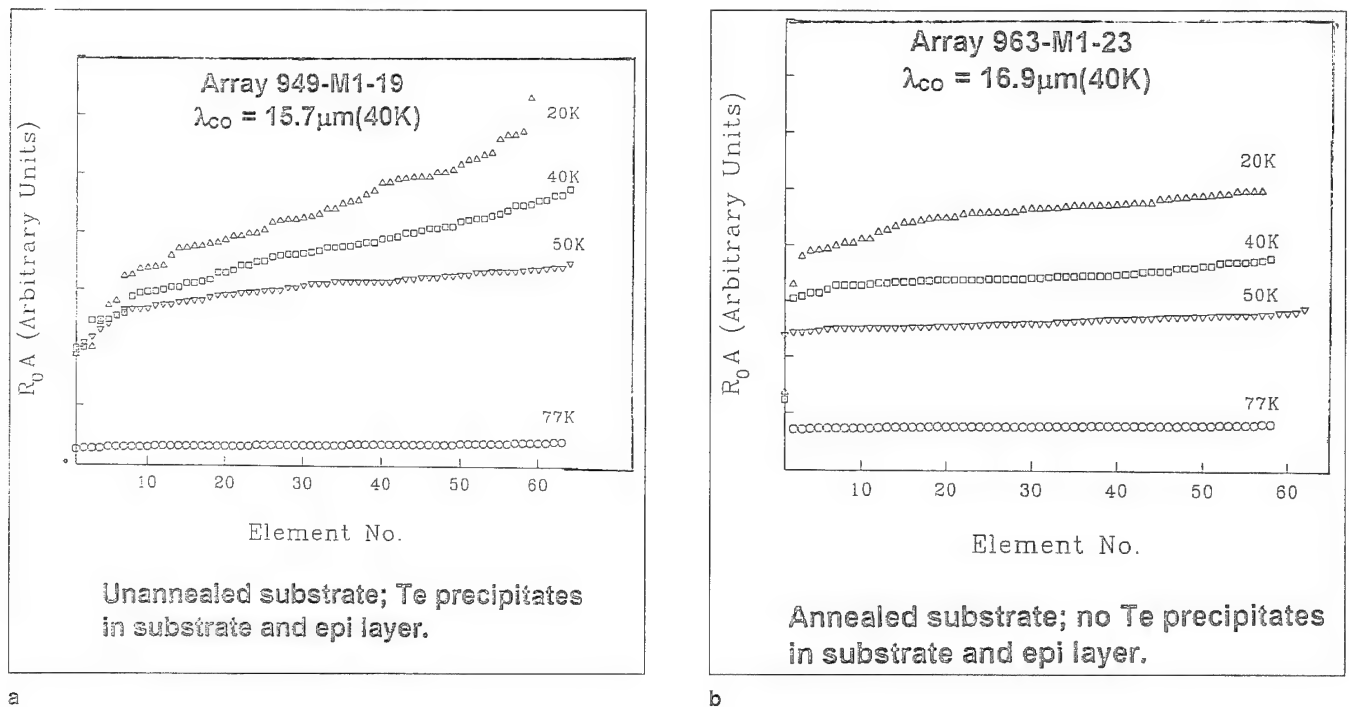 Array 949-M1-19
λco = 15.7μm(40K)
20K
40K
50K
77K
R0A (Arbitrary Units)
10 20 30 40 50 60
Element No.
Unannealed substrate; Te precipitates
in substrate and epi layer.
a
Array 963-M1-23
λco = 16.9μm(40K)
20K
40K
50K
77K
R0A (Arbitrary Units)
10 20 30 40 50 60
Element No.
Annealed substrate; no Te precipitates
in substrate and epi layer.
b